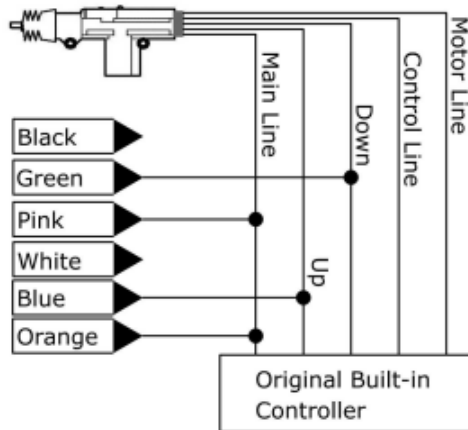 Motor Line
Control Line
Down
Main Line
Up
Black
Green
Pink
White
Blue
Orange
Original Built-in
Controller